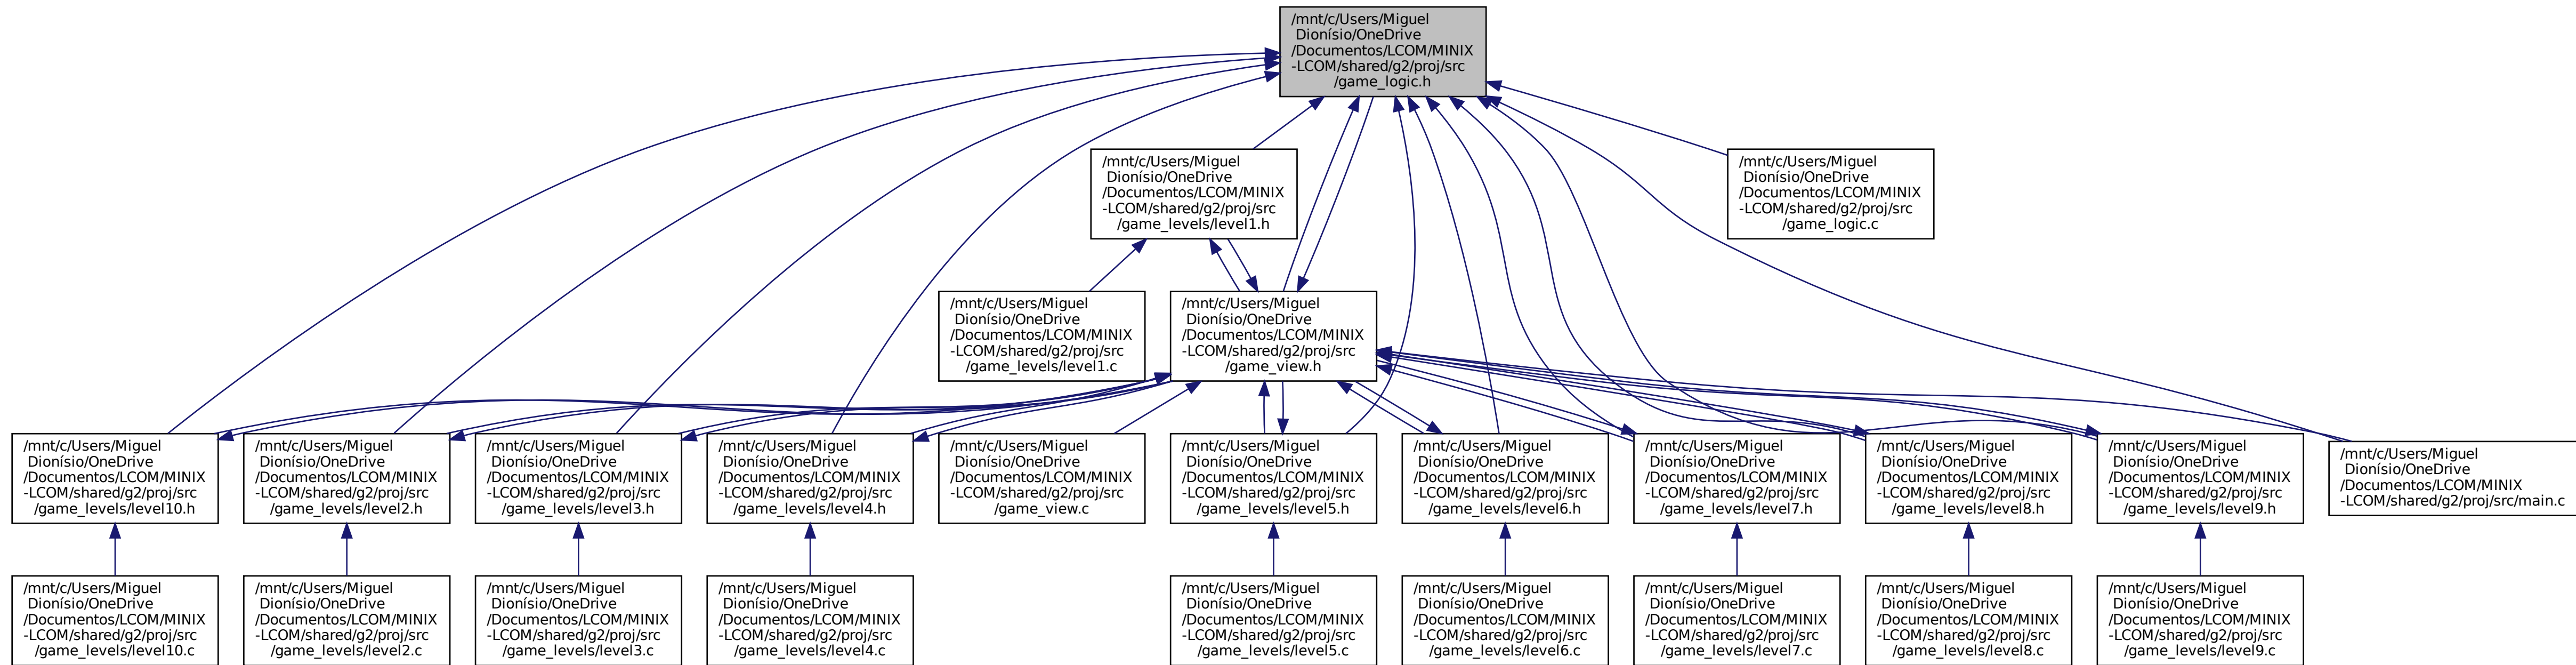 /mnt/c/Users/Miguel
Dionísio/OneDrive
/Documentos/LCOM/MINIX
-LCOM/shared/g2/proj/src
/game_logic.h
/mnt/c/Users/Miguel
Dionísio/OneDrive
/Documentos/LCOM/MINIX
-LCOM/shared/g2/proj/src
/game_levels/level1.h
/mnt/c/Users/Miguel
Dionísio/OneDrive
/Documentos/LCOM/MINIX
-LCOM/shared/g2/proj/src
/game_logic.c
/mnt/c/Users/Miguel
Dionísio/OneDrive
/Documentos/LCOM/MINIX
-LCOM/shared/g2/proj/src
/game_levels/level1.c
/mnt/c/Users/Miguel
Dionísio/OneDrive
/Documentos/LCOM/MINIX
-LCOM/shared/g2/proj/src
/game_view.h
/mnt/c/Users/Miguel
Dionísio/OneDrive
/Documentos/LCOM/MINIX
-LCOM/shared/g2/proj/src
/game_levels/level10.h
/mnt/c/Users/Miguel
Dionísio/OneDrive
/Documentos/LCOM/MINIX
-LCOM/shared/g2/proj/src
/game_levels/level2.h
/mnt/c/Users/Miguel
Dionísio/OneDrive
/Documentos/LCOM/MINIX
-LCOM/shared/g2/proj/src
/game_levels/level3.h
/mnt/c/Users/Miguel
Dionísio/OneDrive
/Documentos/LCOM/MINIX
-LCOM/shared/g2/proj/src
/game_levels/level4.h
/mnt/c/Users/Miguel
Dionísio/OneDrive
/Documentos/LCOM/MINIX
-LCOM/shared/g2/proj/src
/game_view.c
/mnt/c/Users/Miguel
Dionísio/OneDrive
/Documentos/LCOM/MINIX
-LCOM/shared/g2/proj/src
/game_levels/level5.h
/mnt/c/Users/Miguel
Dionísio/OneDrive
/Documentos/LCOM/MINIX
-LCOM/shared/g2/proj/src
/game_levels/level6.h
/mnt/c/Users/Miguel
Dionísio/OneDrive
/Documentos/LCOM/MINIX
-LCOM/shared/g2/proj/src
/game_levels/level7.h
/mnt/c/Users/Miguel
Dionísio/OneDrive
/Documentos/LCOM/MINIX
-LCOM/shared/g2/proj/src
/game_levels/level8.h
/mnt/c/Users/Miguel
Dionísio/OneDrive
/Documentos/LCOM/MINIX
-LCOM/shared/g2/proj/src
/game_levels/level9.h
/mnt/c/Users/Miguel
Dionísio/OneDrive
/Documentos/LCOM/MINIX
-LCOM/shared/g2/proj/src/main.c
/mnt/c/Users/Miguel
Dionísio/OneDrive
/Documentos/LCOM/MINIX
-LCOM/shared/g2/proj/src
/game_levels/level10.c
/mnt/c/Users/Miguel
Dionísio/OneDrive
/Documentos/LCOM/MINIX
-LCOM/shared/g2/proj/src
/game_levels/level2.c
/mnt/c/Users/Miguel
Dionísio/OneDrive
/Documentos/LCOM/MINIX
-LCOM/shared/g2/proj/src
/game_levels/level3.c
/mnt/c/Users/Miguel
Dionísio/OneDrive
/Documentos/LCOM/MINIX
-LCOM/shared/g2/proj/src
/game_levels/level4.c
/mnt/c/Users/Miguel
Dionísio/OneDrive
/Documentos/LCOM/MINIX
-LCOM/shared/g2/proj/src
/game_levels/level5.c
/mnt/c/Users/Miguel
Dionísio/OneDrive
/Documentos/LCOM/MINIX
-LCOM/shared/g2/proj/src
/game_levels/level6.c
/mnt/c/Users/Miguel
Dionísio/OneDrive
/Documentos/LCOM/MINIX
-LCOM/shared/g2/proj/src
/game_levels/level7.c
/mnt/c/Users/Miguel
Dionísio/OneDrive
/Documentos/LCOM/MINIX
-LCOM/shared/g2/proj/src
/game_levels/level8.c
/mnt/c/Users/Miguel
Dionísio/OneDrive
/Documentos/LCOM/MINIX
-LCOM/shared/g2/proj/src
/game_levels/level9.c